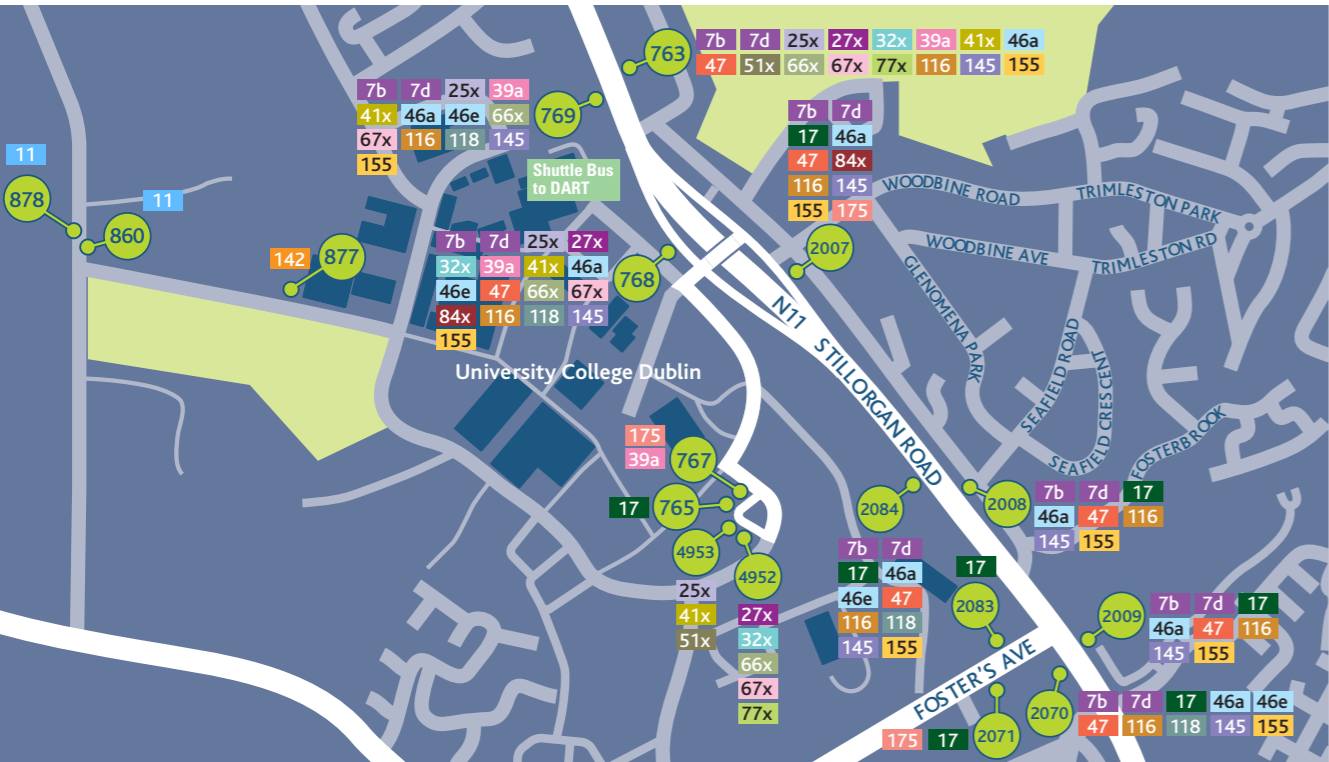 763
7b 7d 25x 27x 32x 39a 41x 46a
47 51x 66x 67x 77x 116 145 155
769
7b 7d 25x 39a
41x 46a 46e 66x
67x 116 118 145
155
Shuttle Bus
to DART
7b 7d
17 46a
47 84x
116 145
155 175
2007
11
878
11
860
142
877
7b 7d 25x 27x
32x 39a 41x 46a
46e 47 66x 67x
84x 116 118 145
155
768
WOODBINE ROAD
TRIMLESTON PARK
WOODBINE AVE
TRIMLESTON RD
GLENOMENA PARK
SEAFIELD ROAD
SEAFIELD CRESCENT
FOSTERBROOK
N11 STILLORGAN ROAD
University College Dublin
175
39a
767
17
765
4953
25x
41x
51x
4952
27x
32x
66x
67x
77x
2084
7b 7d
17 46a
46e 47
116 118
145 155
2008
7b 7d 17
46a 47 116
145 155
17
2083
2009
7b 7d 17
46a 47 116
145 155
FOSTER'S AVE
2070
7b 7d 17 46a 46e
47 116 118 145 155
175 17
2071